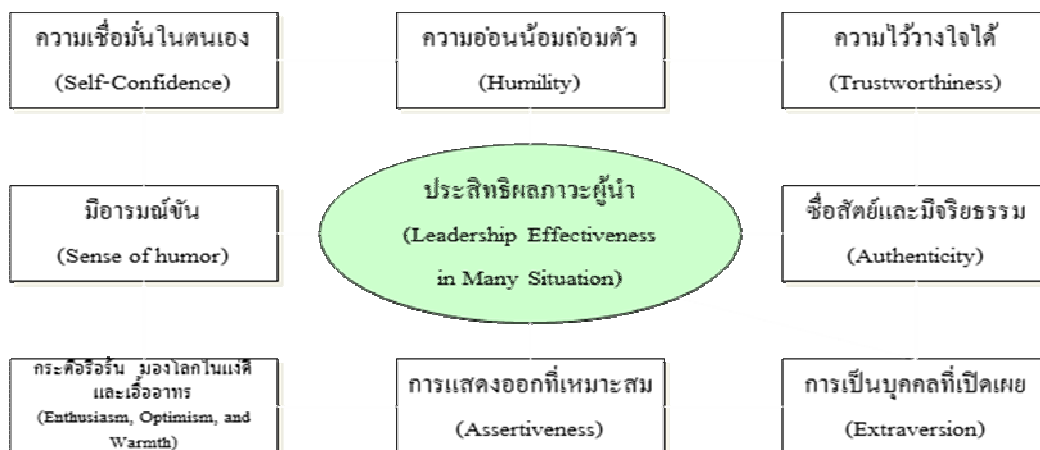 ความเชื่อมั่นในตนเอง
(Self-Confidence)
ความอ่อนน้อมถ่อมตัว
(Humility)
ความไว้วางใจได้
(Trustworthiness)
มีอารมณ์ขัน
(Sense of humor)
ประสิทธิผลภาวะผู้นำ
(Leadership Effectiveness
in Many Situation)
ซื่อสัตย์และมีจริยธรรม
(Authenticity)
กระตือรือร้น มองโลกในแง่ดี
และเอื้ออาทร
(Enthusiasm, Optimism, and
Warmth)
การแสดงออกที่เหมาะสม
(Assertiveness)
การเป็นบุคคลที่เปิดเผย
(Extraversion)